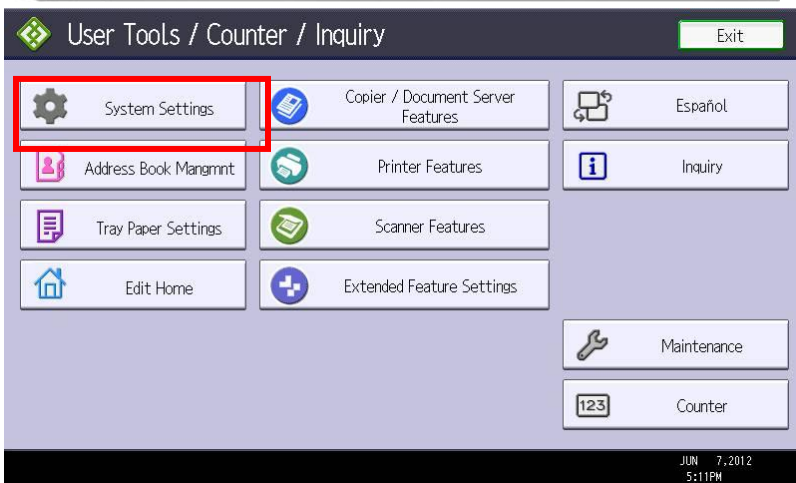 User Tools / Counter / Inquiry
Exit
System Settings
Copier / Document Server
Features
Español
Address Book Mangmnt
Printer Features
Inquiry
Tray Paper Settings
Scanner Features
Edit Home
Extended Feature Settings
Maintenance
123
Counter
JUN 7,2012
5:11PM